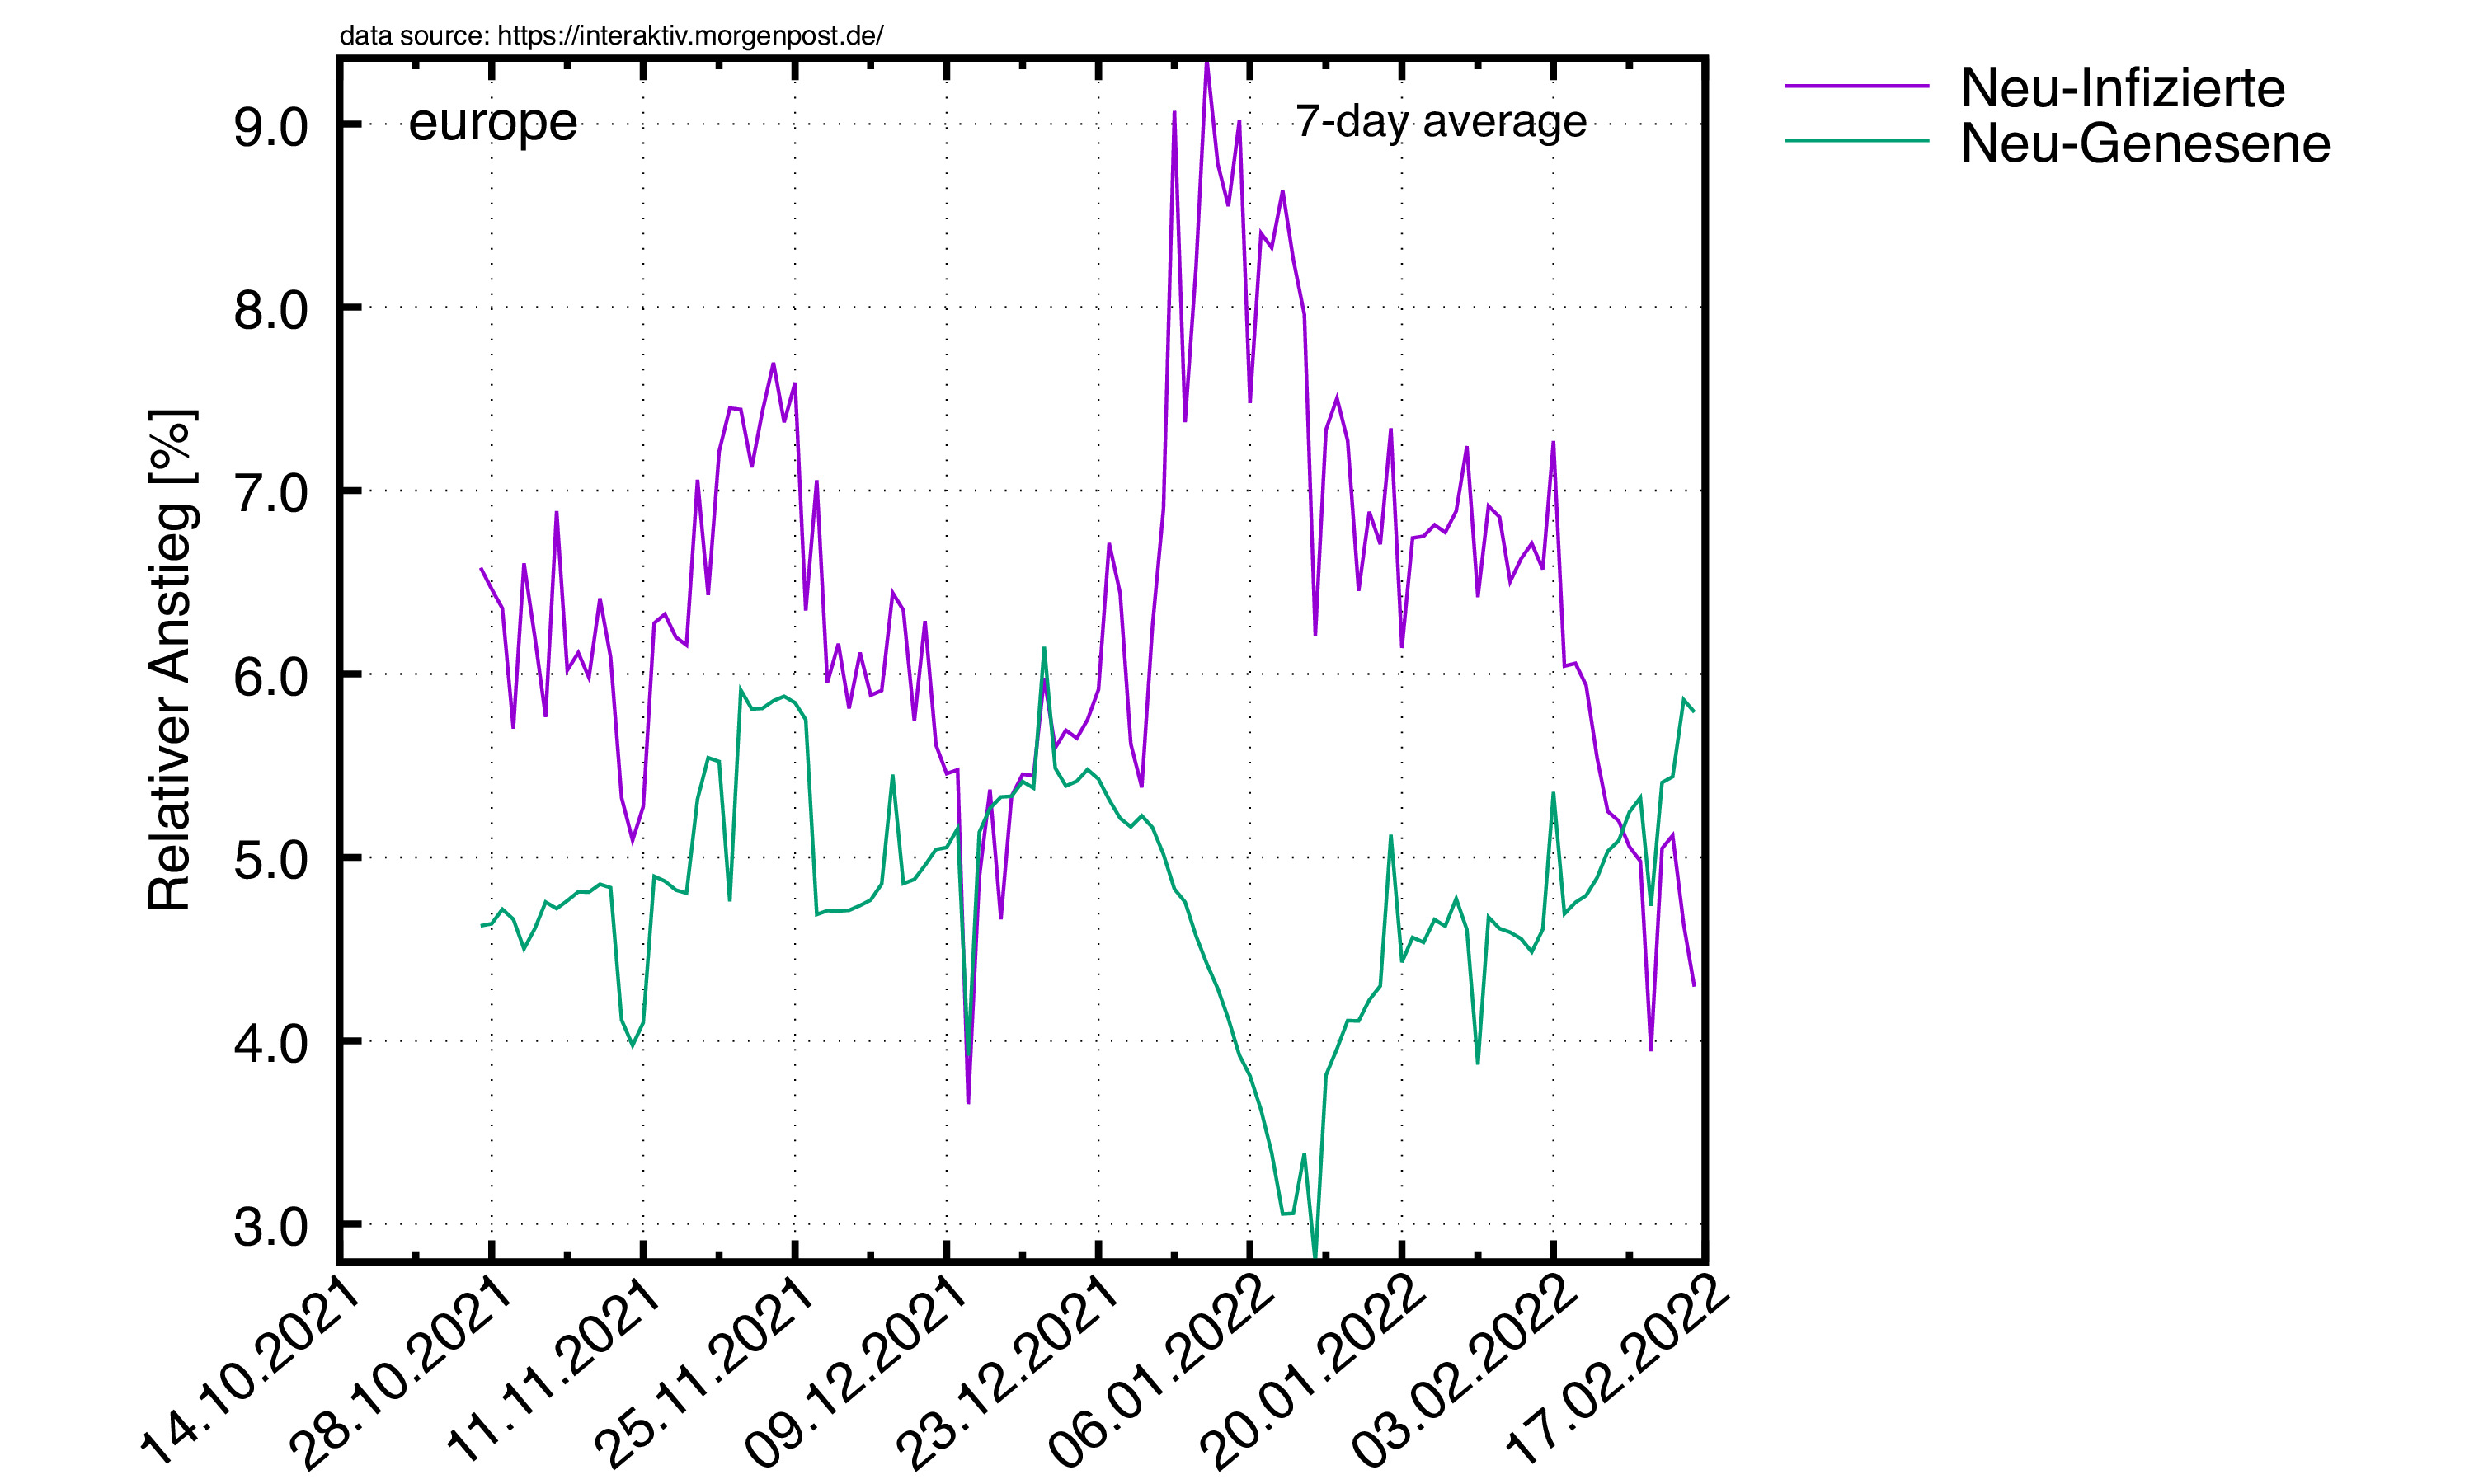 data source: https://interaktiv.morgenpost.de/
europe
7-day average
Neu-Infizierte
Neu-Genesene
Relativer Anstieg [%]
9.0
8.0
7.0
6.0
5.0
4.0
3.0
14.10.2021
28.10.2021
11.11.2021
25.11.2021
09.12.2021
23.12.2021
06.01.2022
20.01.2022
03.02.2022
17.02.2022